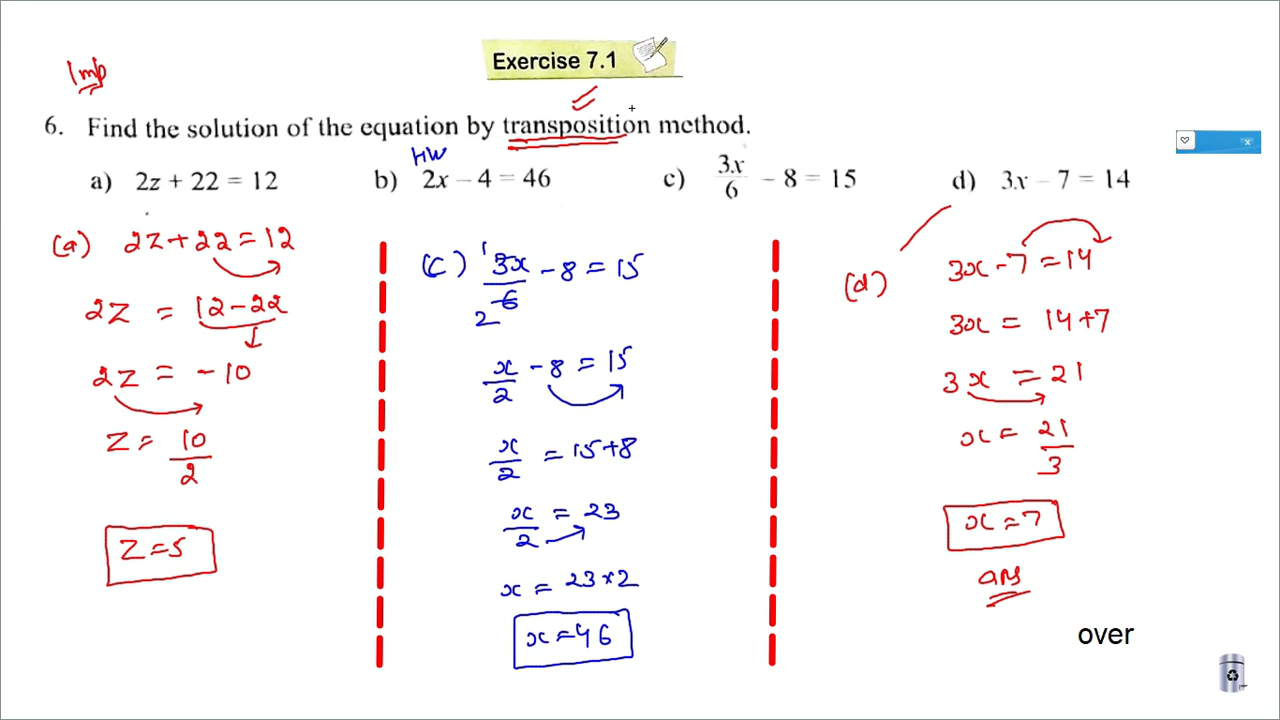 Exercise 7.1
Imp
6. Find the solution of the equation by transposition method.
HW
a) 2z + 22 = 12 b) 2x – 4 = 46 c) 3x/6 – 8 = 15 d) 3x – 7 = 14
(a) 2z + 22 = 12
2z = 12 – 22
2z = – 10
z = 10/2
z = 5
(c) 3x/6 – 8 = 15
1
2
x/2 – 8 = 15
x/2 = 15 + 8
x/2 = 23
x = 23 × 2
x = 46
(d) 3x – 7 = 14
3x = 14 + 7
3x = 21
x = 21/3
x = 7
ans
over